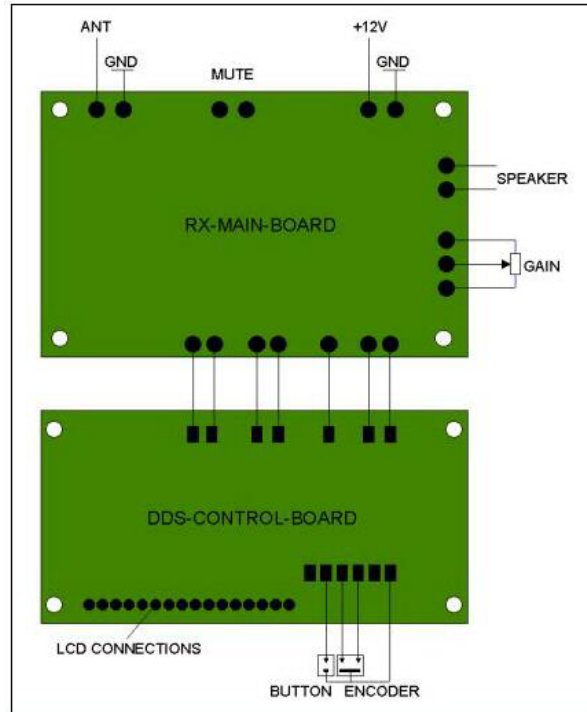 ANT
+12V
GND
MUTE
GND
SPEAKER
RX-MAIN-BOARD
GAIN
DDS-CONTROL-BOARD
LCD CONNECTIONS
BUTTON ENCODER